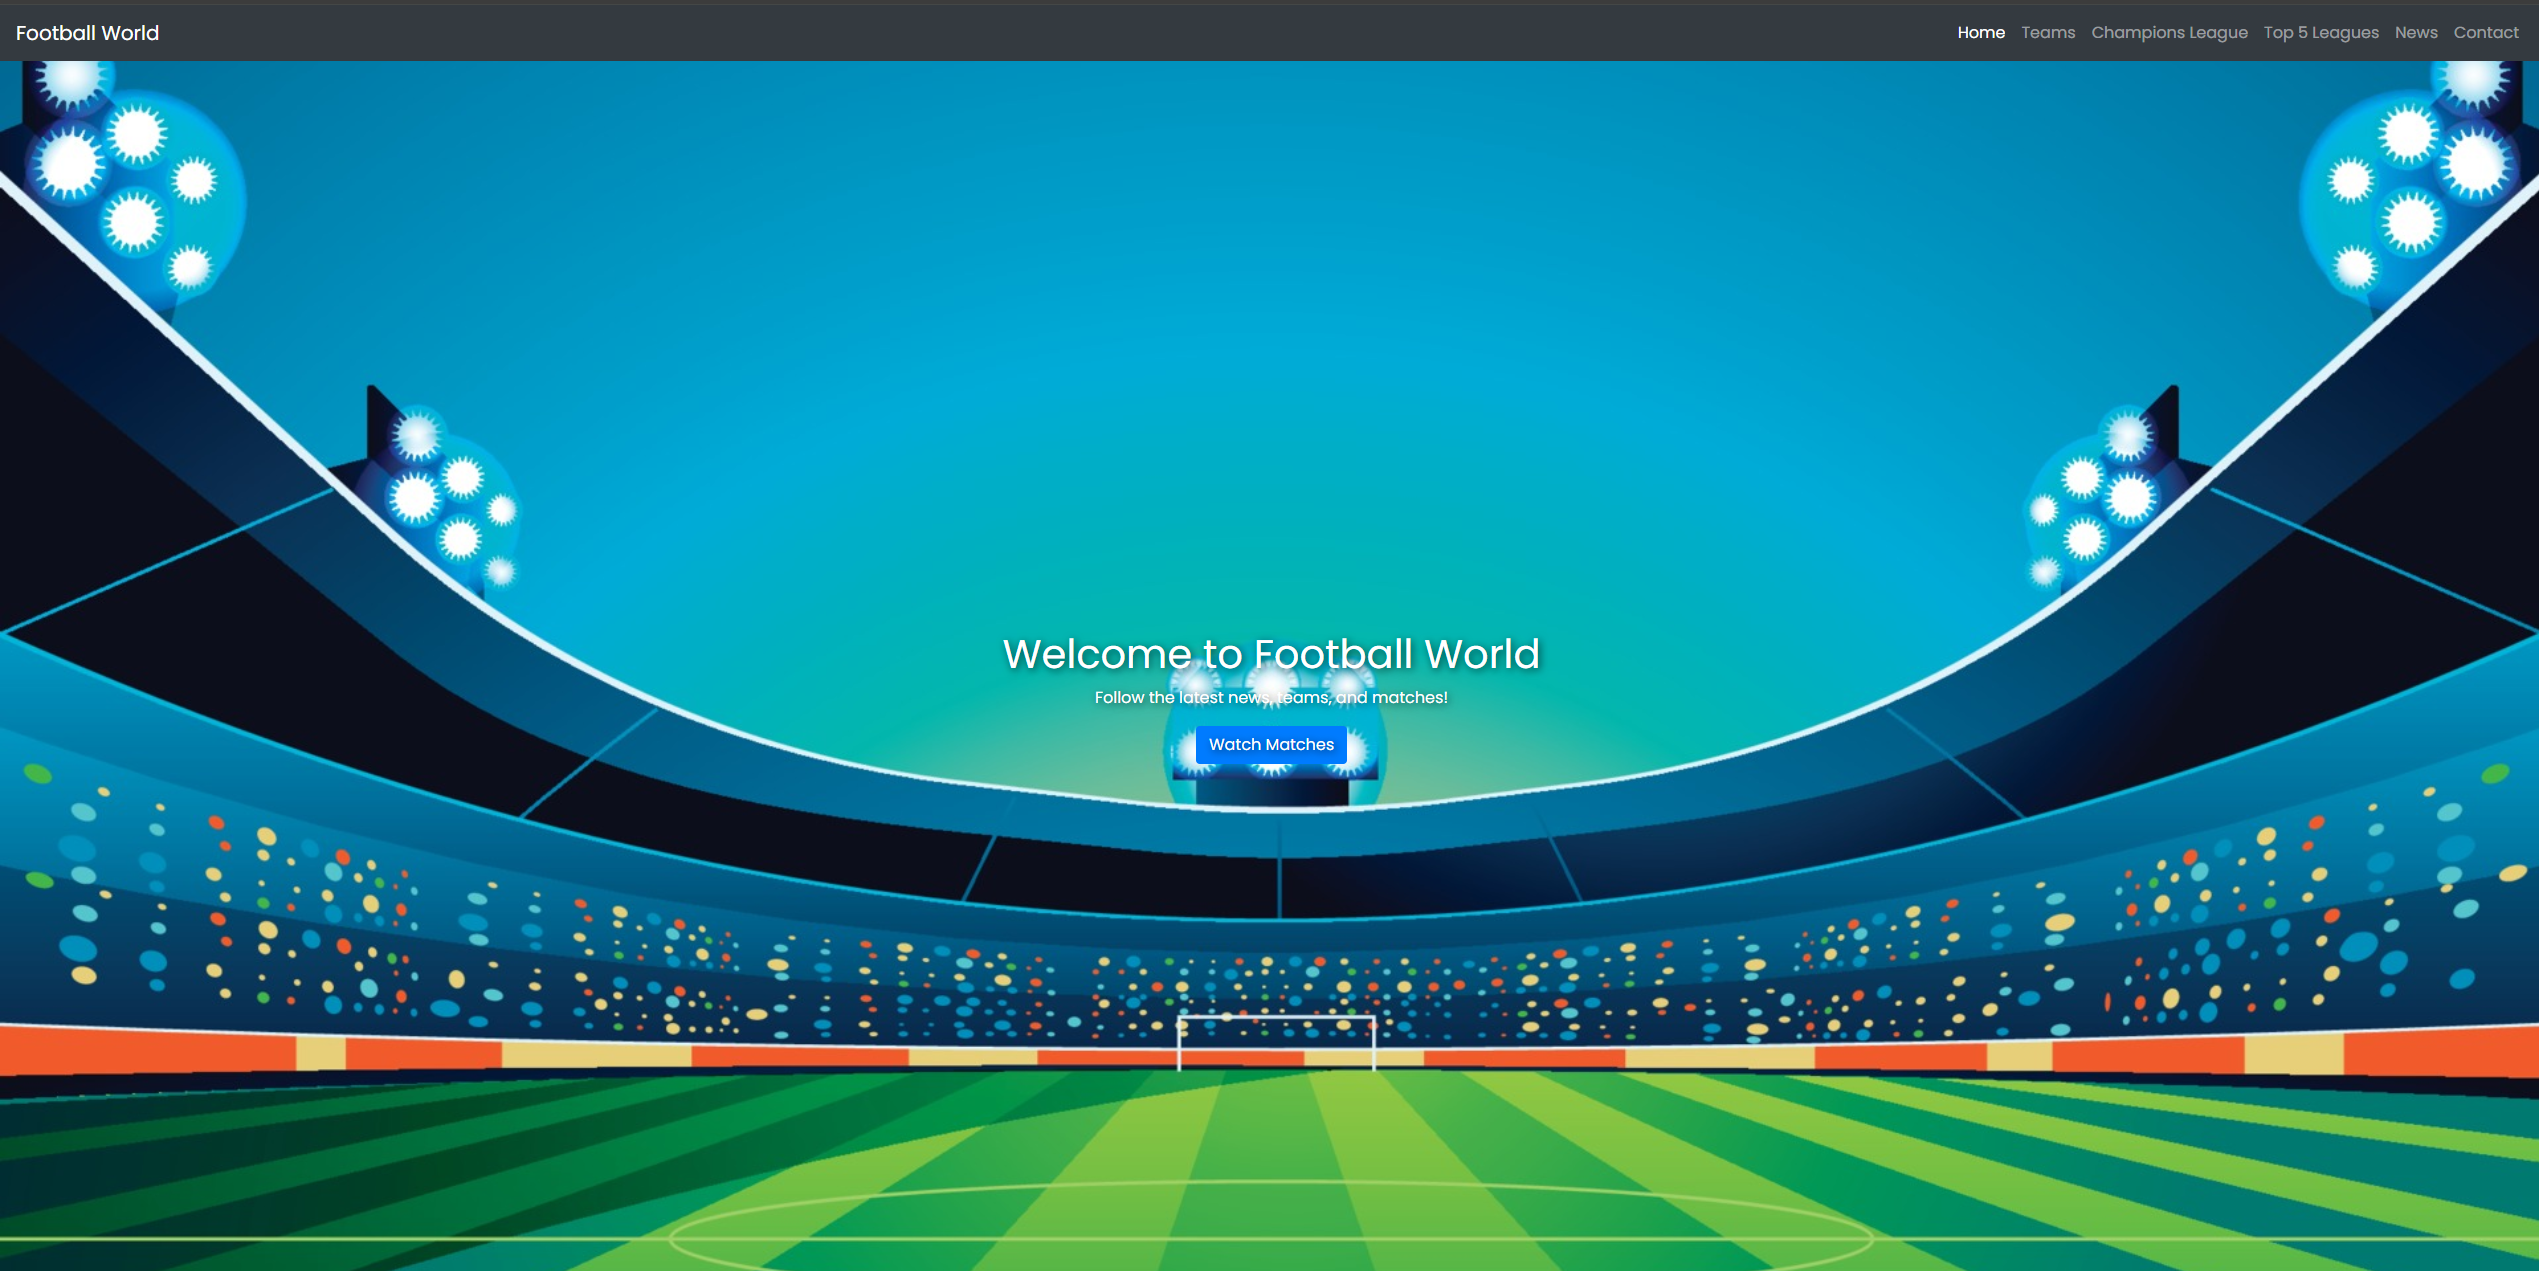 Football World
Home Teams Champions League Top 5 Leagues News Contact
Welcome to Football World
Follow the latest news, teams, and matches!
Watch Matches